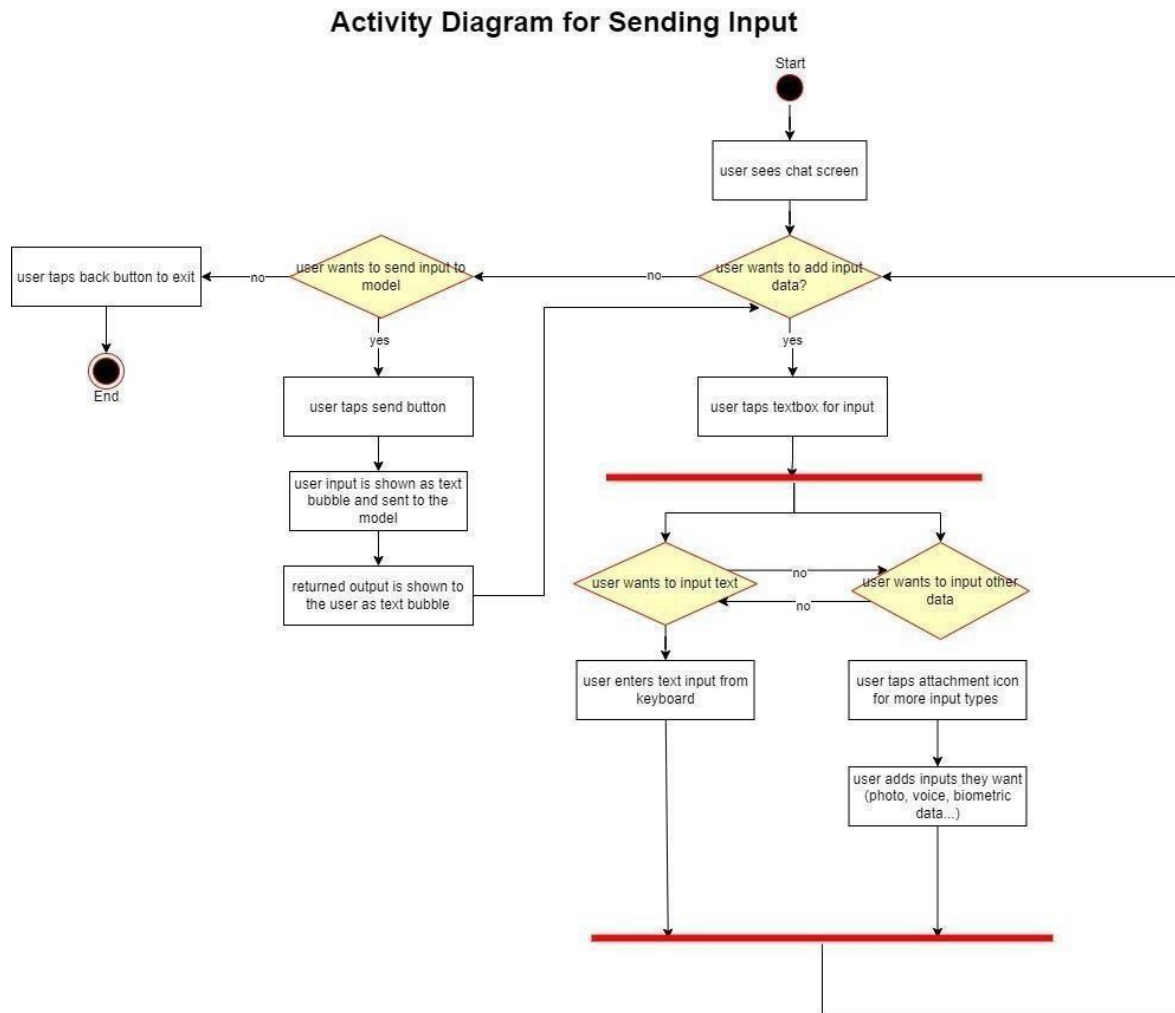 Activity Diagram for Sending Input
Start
user sees chat screen
user wants to add input
data?
no
user wants to send input to
model
no
user taps back button to exit
End
yes
user taps send button
user input is shown as text
bubble and sent to the
model
returned output is shown to
the user as text bubble
yes
user taps textbox for input
user wants to input text
no
no
user wants to input other
data
user enters text input from
keyboard
user taps attachment icon
for more input types
user adds inputs they want
(photo, voice, biometric
data...)